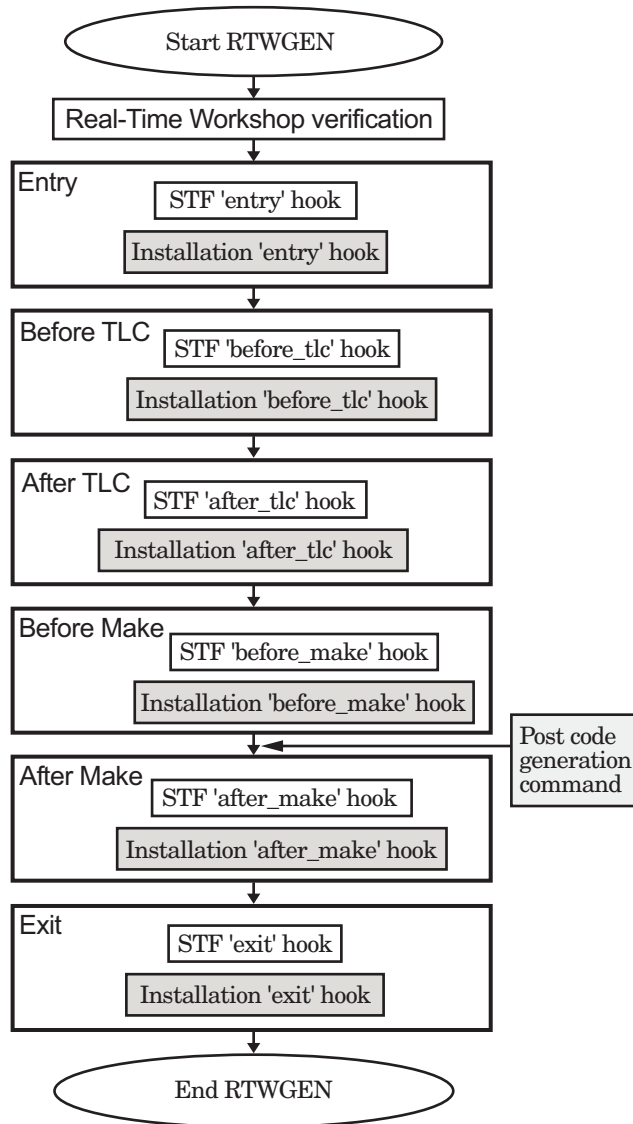 Start RTWGEN
Real-Time Workshop verification
Entry
STF 'entry' hook
Installation 'entry' hook
Before TLC
STF 'before_tlc' hook
Installation 'before_tlc' hook
After TLC
STF 'after_tlc' hook
Installation 'after_tlc' hook
Before Make
STF 'before_make' hook
Installation 'before_make' hook
Post code
generation
command
After Make
STF 'after_make' hook
Installation 'after_make' hook
Exit
STF 'exit' hook
Installation 'exit' hook
End RTWGEN